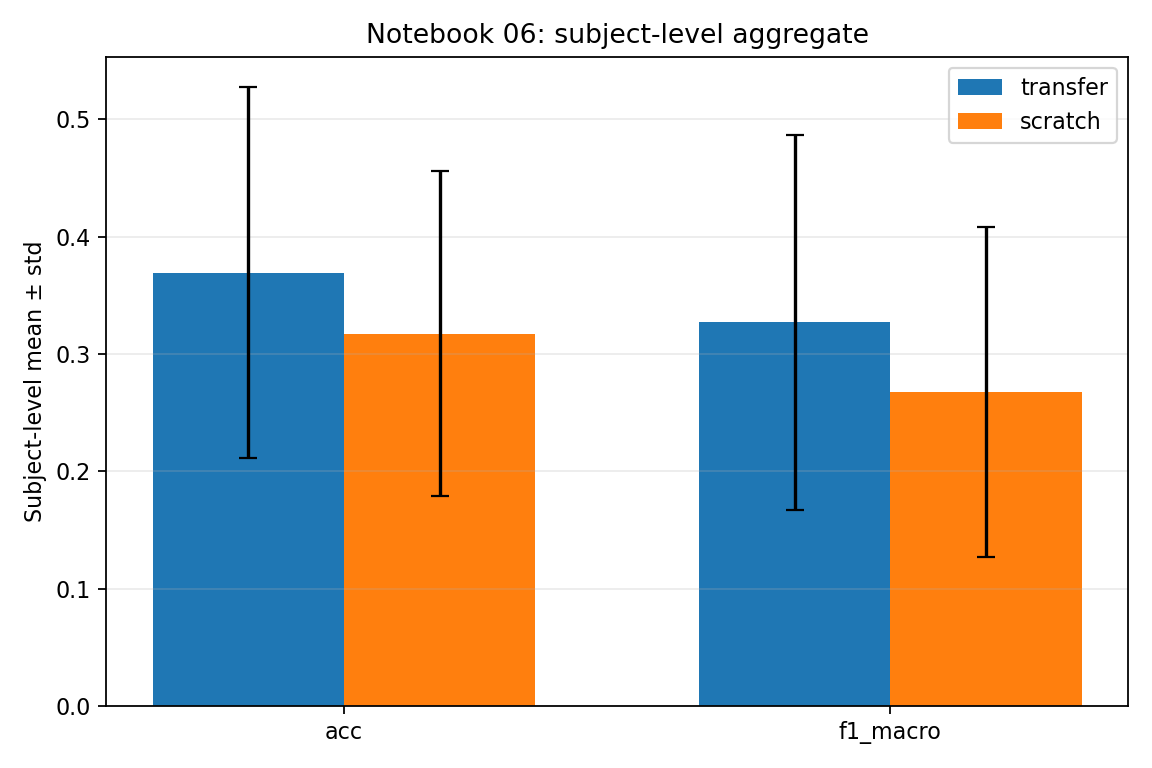 Notebook 06: subject-level aggregate
transfer
scratch
Subject-level mean ± std
0.5
0.4
0.3
0.2
0.1
0.0
acc
f1_macro